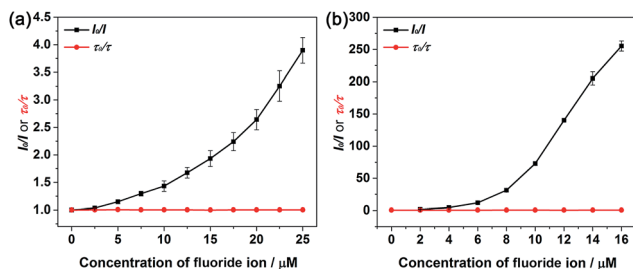 (a)
I₀/I
τ₀/τ
I₀/I or τ₀/τ
4.5
4.0
3.5
3.0
2.5
2.0
1.5
1.0
0 5 10 15 20 25
Concentration of fluoride ion / μM
(b)
I₀/I
τ₀/τ
I₀/I or τ₀/τ
300
250
200
150
100
50
0
0 2 4 6 8 10 12 14 16
Concentration of fluoride ion / μM